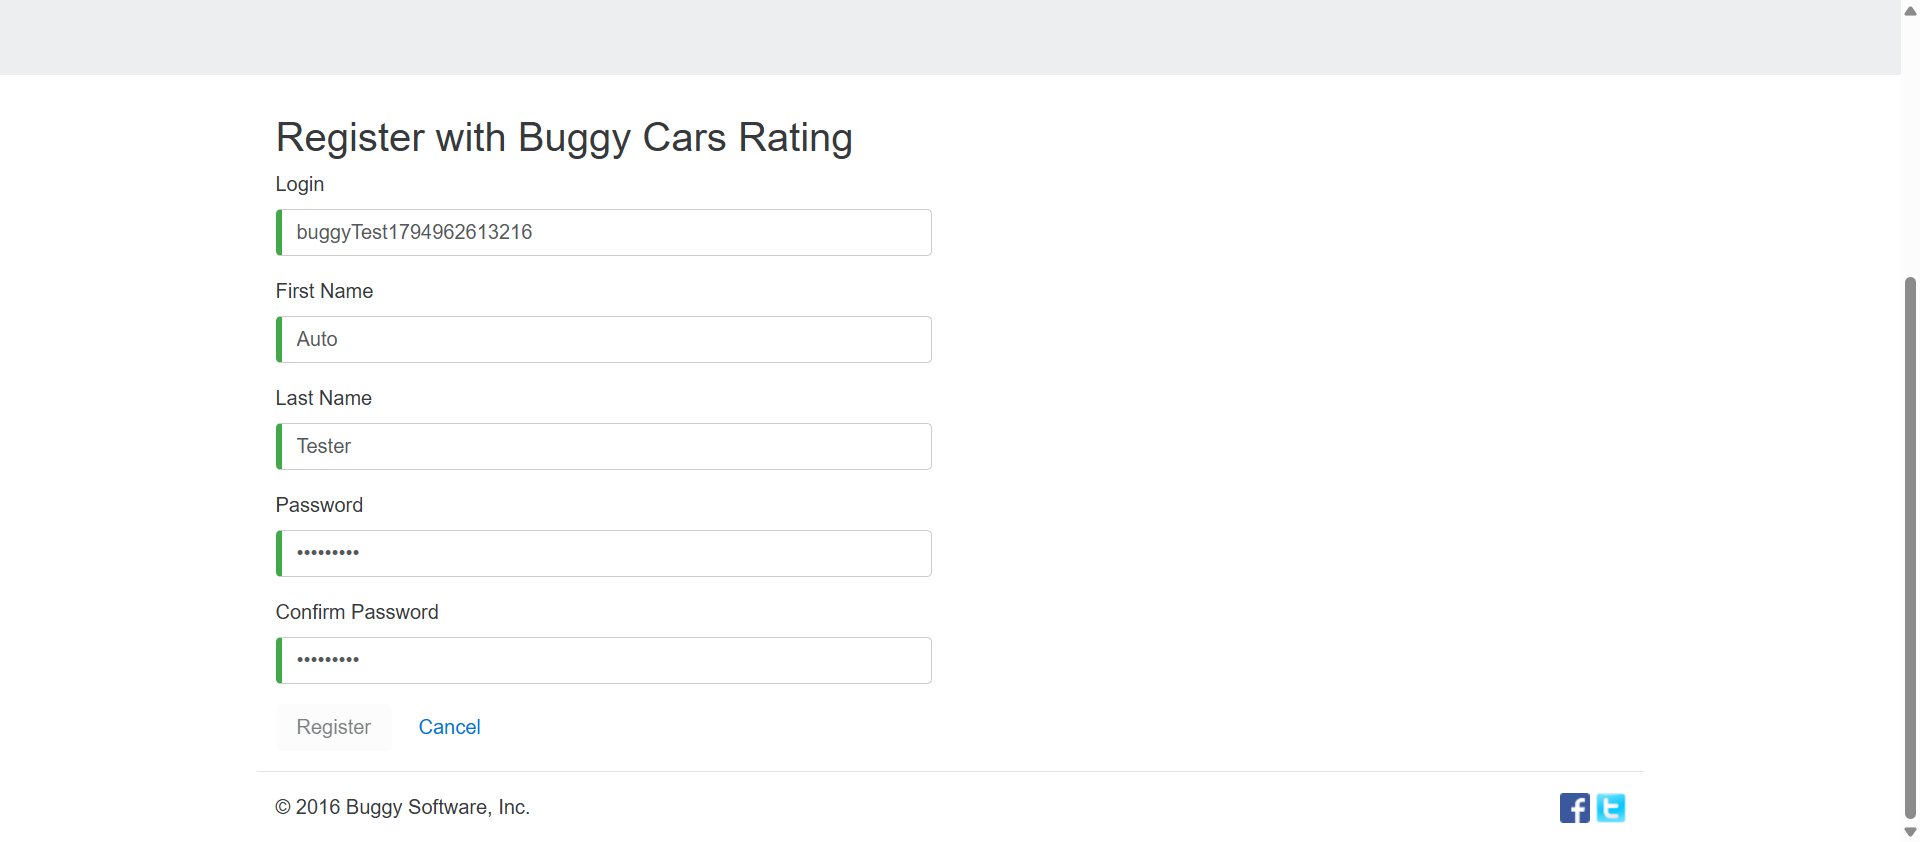 Register with Buggy Cars Rating
Login
buggyTest1794962613216
First Name
Auto
Last Name
Tester
Password
•••••••••
Confirm Password
•••••••••
Register Cancel
© 2016 Buggy Software, Inc.